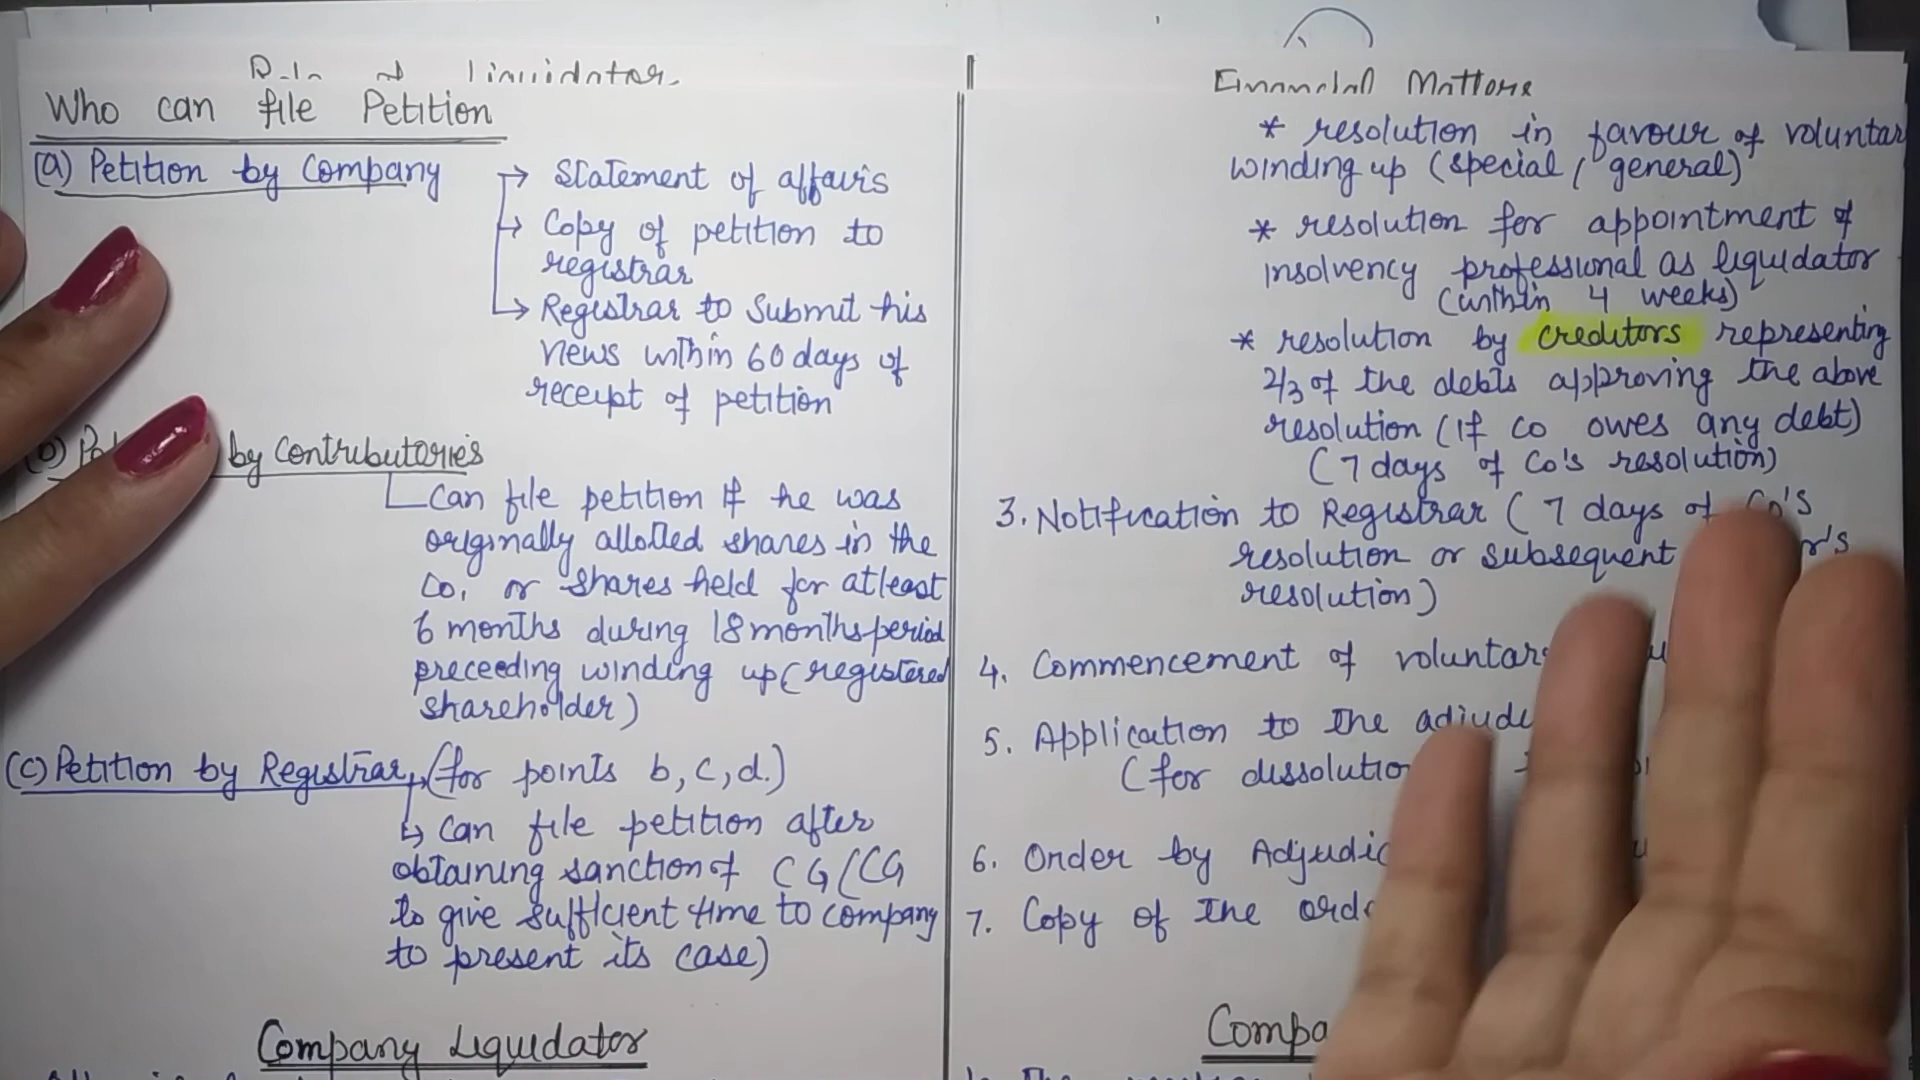 Liquidator
Who can file Petition
(a) Petition by Company
→ Statement of affairs
→ Copy of petition to
registrar
→ Registrar to submit his
views within 60 days of
receipt of petition
by Contributories
Can file petition if he was
originally allotted shares in the
co, or shares held for atleast
6 months during 18 months period
preceeding winding up (registered
shareholder)
(c) Petition by Registrar → (for points b, c, d.)
↳ can file petition after
obtaining sanction of CG (CG
to give sufficient time to company
to present its case)
Company Liquidator
Financial Matters
* resolution in favour of voluntar
winding up (special / general)
* resolution for appointment of
insolvency professional as liquidator
(within 4 weeks)
* resolution by creditors representing
2/3 of the debts approving the above
resolution (if co owes any debt)
(7 days of Co's resolution)
3. Notification to Registrar (7 days of Co's
resolution or subsequent
resolution)
4. Commencement of voluntar
5. Application to the adjud
(for dissolutio
6. Order by Adjudic
7. Copy of the ord
Compa